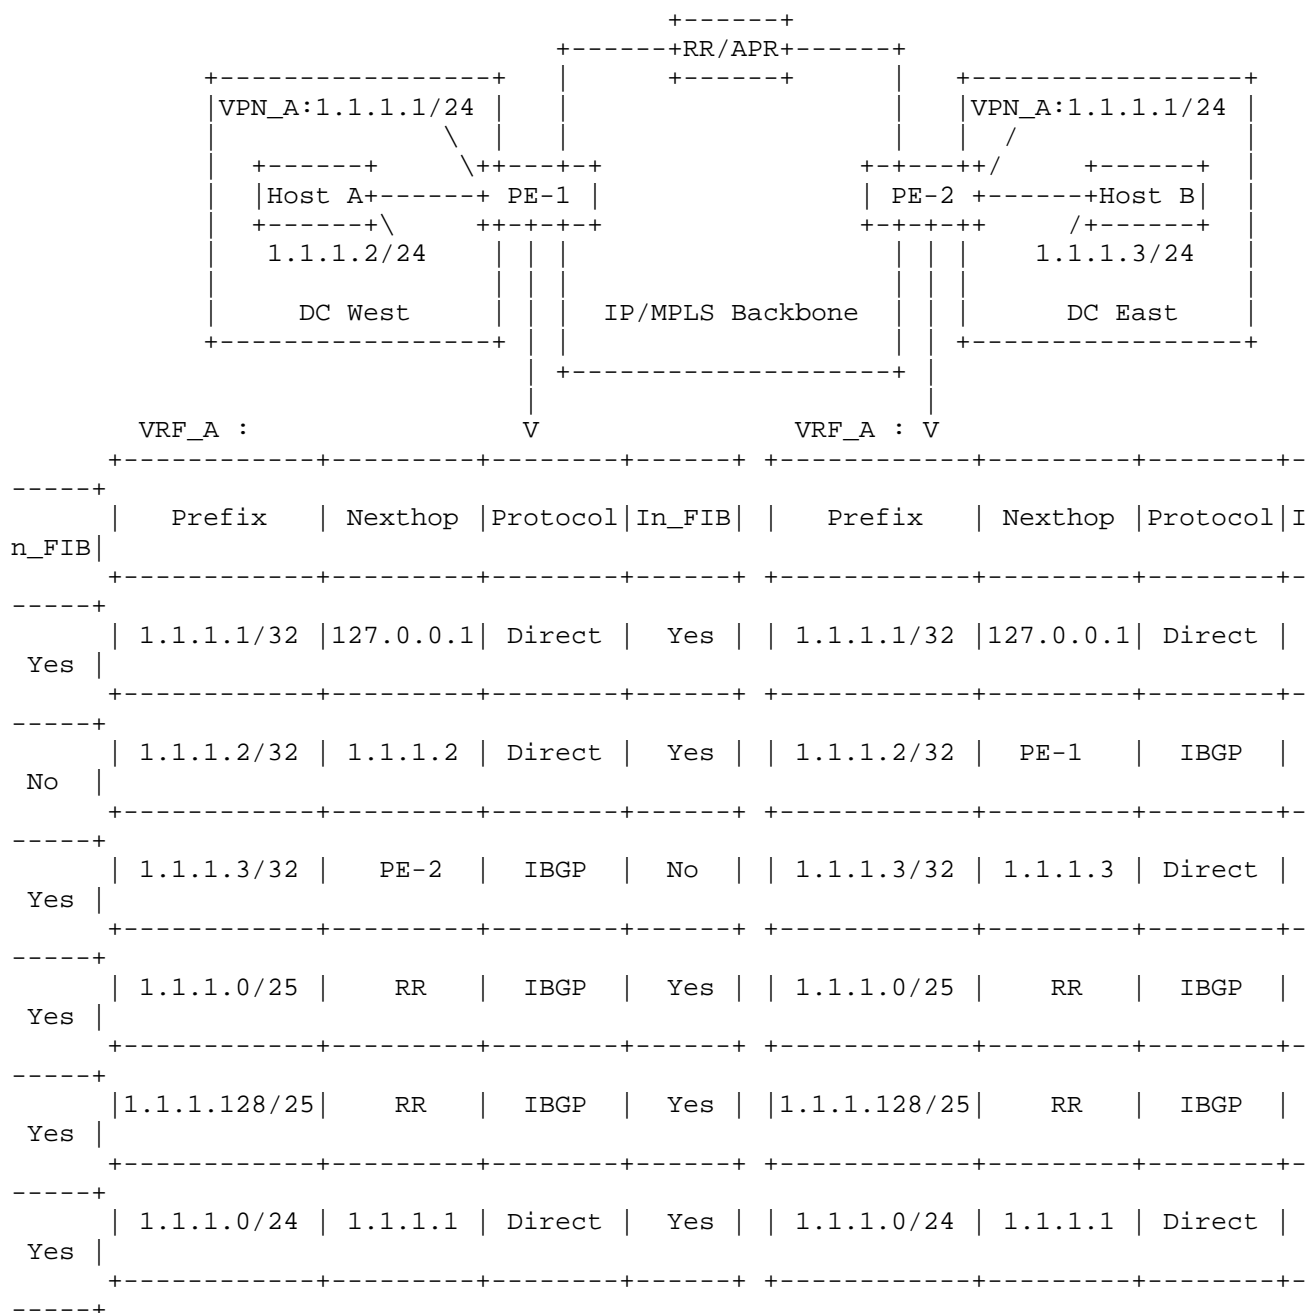 +------+
                                       +------+RR/APR+------+
            +-----------------+   |      +------+      |   +-----------------+
            |VPN_A:1.1.1.1/24 |   |                    |   |VPN_A:1.1.1.1/24 |
            |              \  |   |                    |   |  /              |
            |  +------+     \++---+-+                +-+---++/     +------+  |
            |  |Host A+------+ PE-1 |                | PE-2 +------+Host B|  |
            |  +------+\     ++-+-+-+                +-+-+-++     /+------+  |
            |   1.1.1.2/24    | | |                    | | |    1.1.1.3/24   |
            |                 | | |                    | | |                 |
            |     DC West     | | |  IP/MPLS Backbone  | | |      DC East    |
            +-----------------+ | |                    | | +-----------------+
                                | +--------------------+ |
                                |                        |
        VRF_A :                 V                VRF_A : V
      +------------+---------+--------+------+ +------------+---------+--------+-
-----+
      |   Prefix   | Nexthop |Protocol|In_FIB| |   Prefix   | Nexthop |Protocol|I
n_FIB|
      +------------+---------+--------+------+ +------------+---------+--------+-
-----+
      | 1.1.1.1/32 |127.0.0.1| Direct |  Yes | | 1.1.1.1/32 |127.0.0.1| Direct |
 Yes |
      +------------+---------+--------+------+ +------------+---------+--------+-
-----+
      | 1.1.1.2/32 | 1.1.1.2 | Direct |  Yes | | 1.1.1.2/32 |  PE-1   |  IBGP  |
 No  |
      +------------+---------+--------+------+ +------------+---------+--------+-
-----+
      | 1.1.1.3/32 |   PE-2  |  IBGP  |  No  | | 1.1.1.3/32 | 1.1.1.3 | Direct |
 Yes |
      +------------+---------+--------+------+ +------------+---------+--------+-
-----+
      | 1.1.1.0/25 |   RR    |  IBGP  |  Yes | | 1.1.1.0/25 |   RR    |  IBGP  |
 Yes |
      +------------+---------+--------+------+ +------------+---------+--------+-
-----+
      |1.1.1.128/25|   RR    |  IBGP  |  Yes | |1.1.1.128/25|   RR    |  IBGP  |
 Yes |
      +------------+---------+--------+------+ +------------+---------+--------+-
-----+
      | 1.1.1.0/24 | 1.1.1.1 | Direct |  Yes | | 1.1.1.0/24 | 1.1.1.1 | Direct |
 Yes |
      +------------+---------+--------+------+ +------------+---------+--------+-
-----+